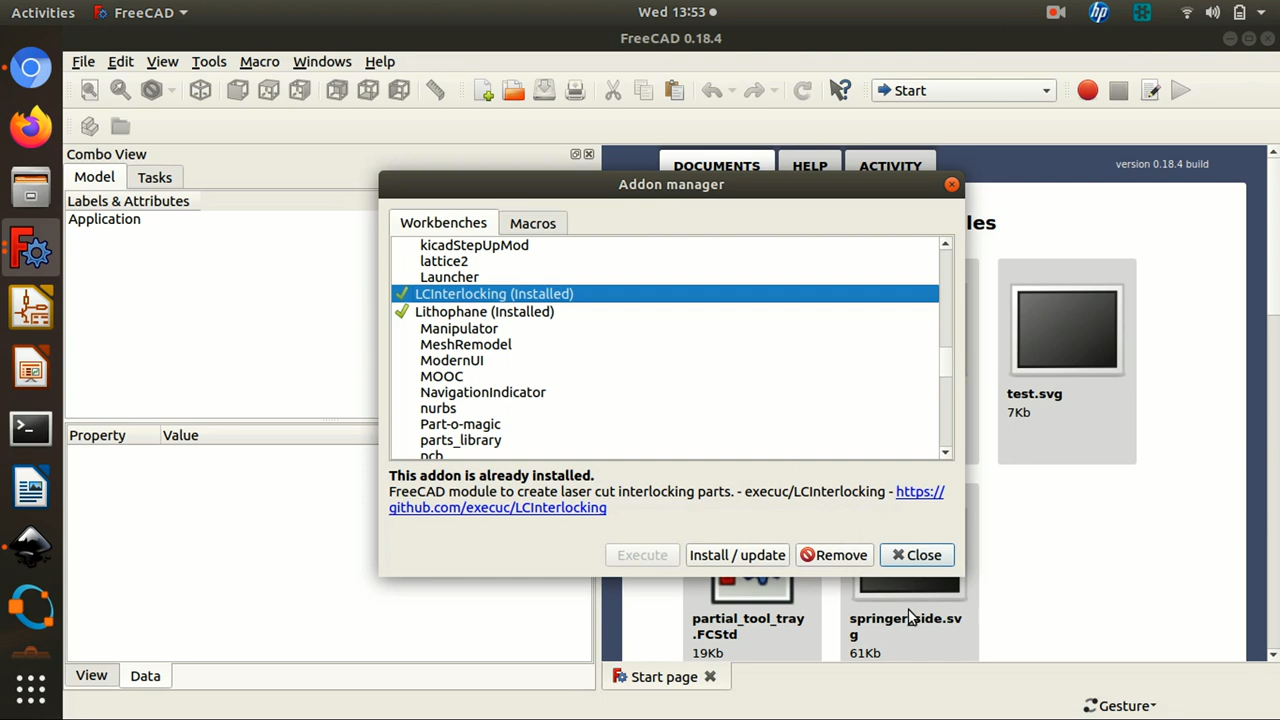 Activities
FreeCAD
Wed 13:53
FreeCAD 0.18.4
File Edit View Tools Macro Windows Help
Start
Combo View
Model Tasks
Labels & Attributes
Application
Property Value
View Data
DOCUMENTS HELP ACTIVITY
version 0.18.4 build
les
test.svg
7Kb
Addon manager
Workbenches Macros
kicadStepUpMod
lattice2
Launcher
LCInterlocking (Installed)
Lithophane (Installed)
Manipulator
MeshRemodel
ModernUI
MOOC
NavigationIndicator
nurbs
Part-o-magic
parts_library
pcb
This addon is already installed.
FreeCAD module to create laser cut interlocking parts. - execuc/LCInterlocking - https://
github.com/execuc/LCInterlocking
Execute Install / update Remove Close
partial_tool_tray
.FCStd
19Kb
springer_side.sv
g
61Kb
Start page
Gesture